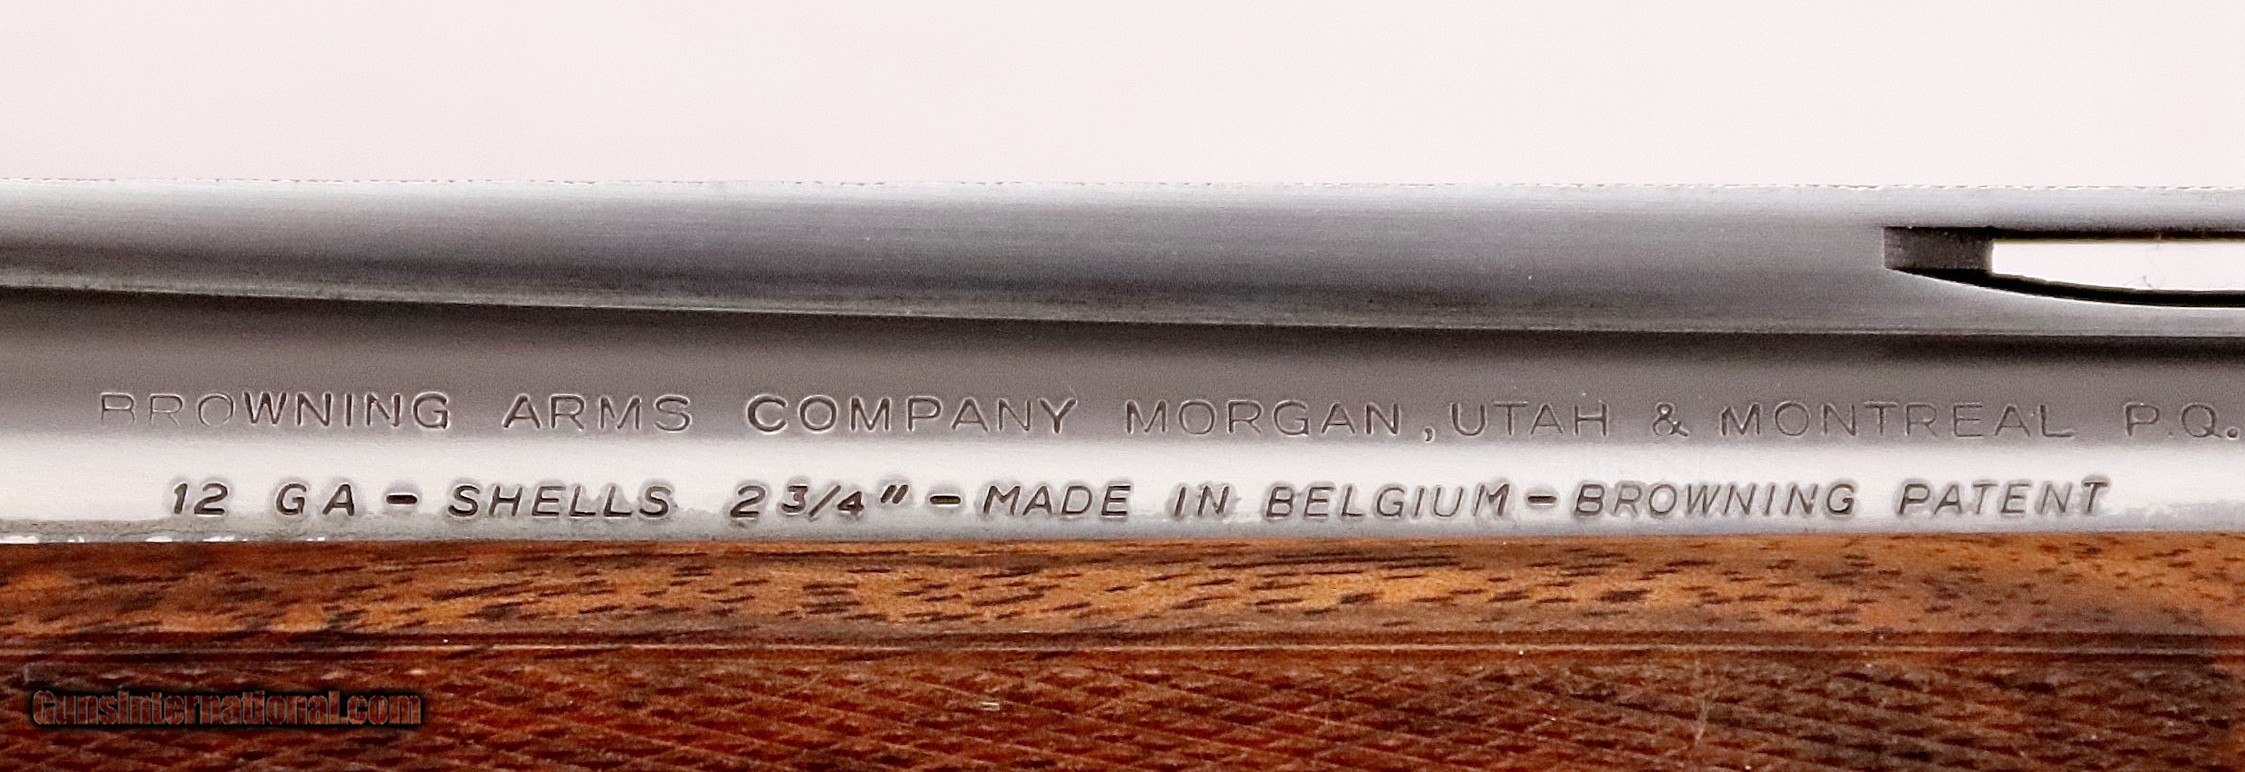 BROWNING ARMS COMPANY MORGAN, UTAH & MONTREAL P.Q.
12 GA - SHELLS 2 3/4" - MADE IN BELGIUM - BROWNING PATENT
GunsInternational.com